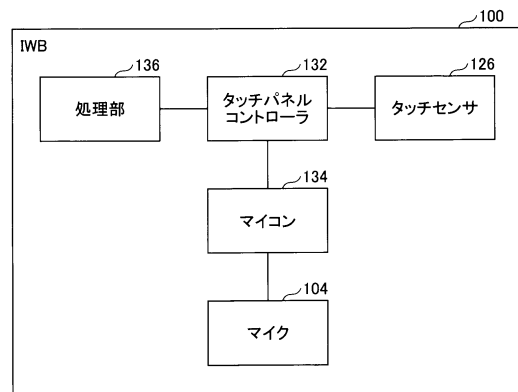 100
IWB
136
132
126
処理部
タッチパネル
コントローラ
タッチセンサ
134
マイコン
104
マイク